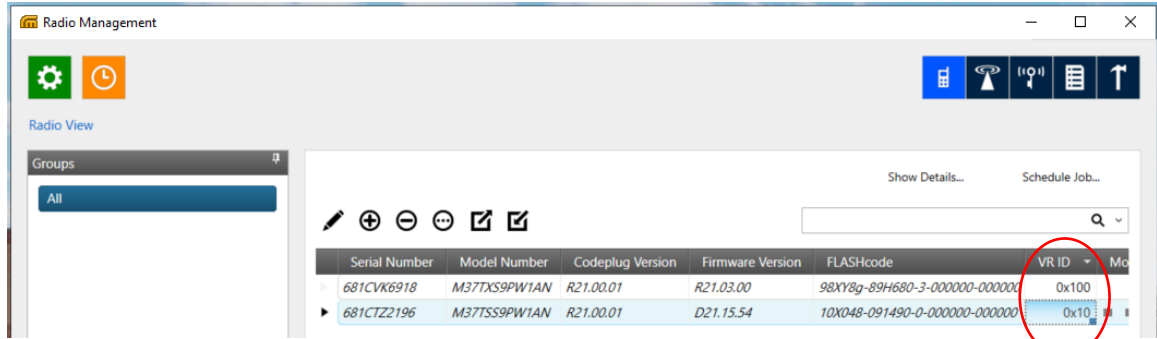 Radio Management
Radio View
Groups
All
Show Details... Schedule Job...
Serial Number Model Number Codeplug Version Firmware Version FLASHcode VR ID Mo
681CVK6918 M37TXS9PW1AN R21.00.01 R21.03.00 98XY8g-89H680-3-000000-000000 0x100
681CTZ2196 M37TSS9PW1AN R21.00.01 D21.15.54 10X048-091490-0-000000-000000 0x10